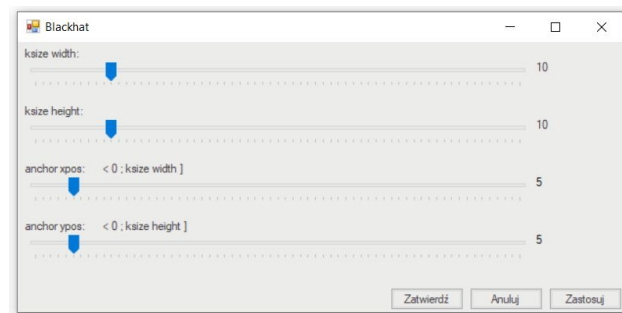 Blackhat
ksize width:
10
ksize height:
10
anchor xpos: < 0 ; ksize width ]
5
anchor ypos: < 0 ; ksize height ]
5
Zatwierdź Anuluj Zastosuj